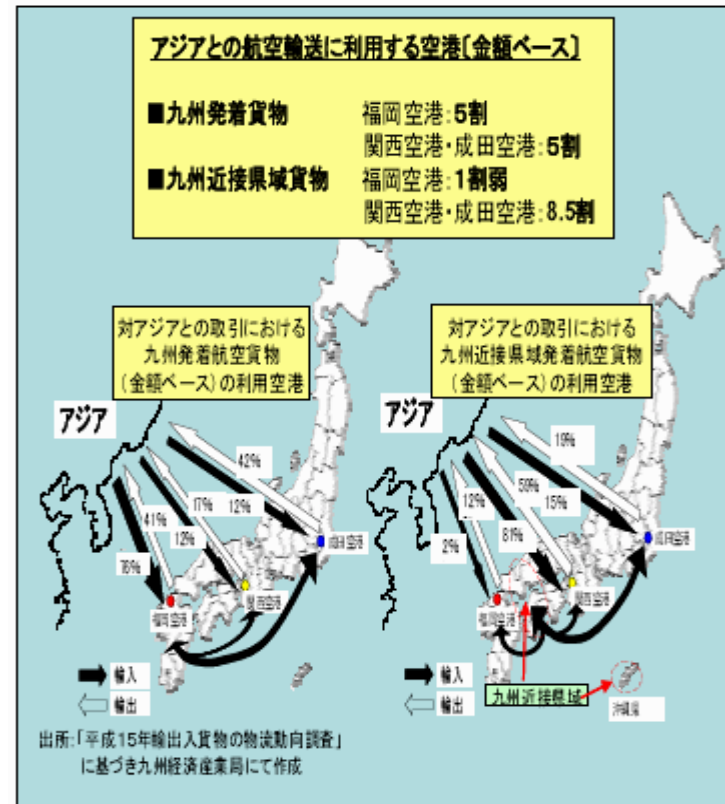 アジアとの航空輸送に利用する空港〔金額ベース〕
■九州発着貨物 福岡空港:5割
関西空港・成田空港:5割
■九州近接県域貨物 福岡空港:1割弱
関西空港・成田空港:8.5割
対アジアとの取引における
九州発着航空貨物
(金額ベース)の利用空港
アジア
42%
17%
12%
41%
12%
76%
成田空港
関西空港
福岡空港
輸入
輸出
対アジアとの取引における
九州近接県域発着航空貨物
(金額ベース)の利用空港
アジア
19%
59%
15%
12%
81%
2%
成田空港
関西空港
福岡空港
輸入
輸出
九州近接県域
沖縄県
出所:「平成15年輸出入貨物の物流動向調査」
に基づき九州経済産業局にて作成